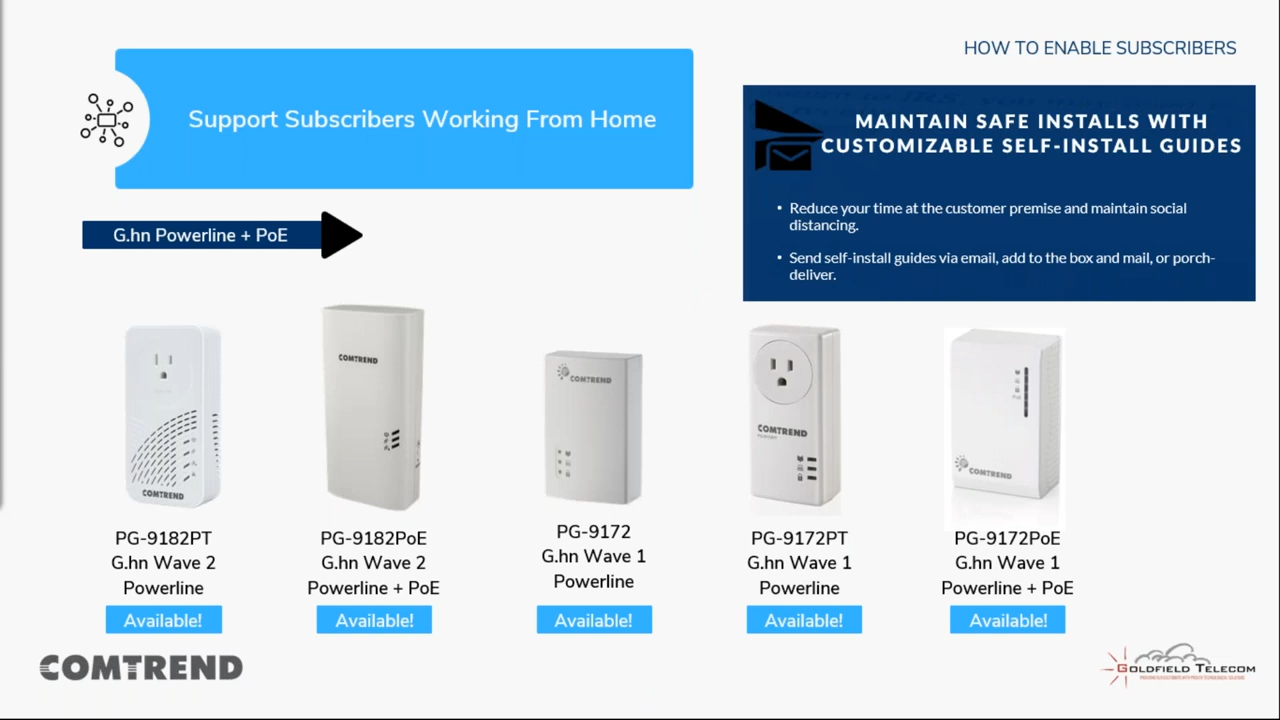 HOW TO ENABLE SUBSCRIBERS
Support Subscribers Working From Home
MAINTAIN SAFE INSTALLS WITH
CUSTOMIZABLE SELF-INSTALL GUIDES
• Reduce your time at the customer premise and maintain social
distancing.
• Send self-install guides via email, add to the box and mail, or porch-
deliver.
G.hn Powerline + PoE
COMTREND
COMTREND
COMTREND
COMTREND
COMTREND
PoE
PG-9182PT
G.hn Wave 2
Powerline
Available!
PG-9182PoE
G.hn Wave 2
Powerline + PoE
Available!
PG-9172
G.hn Wave 1
Powerline
Available!
PG-9172PT
G.hn Wave 1
Powerline
Available!
PG-9172PoE
G.hn Wave 1
Powerline + PoE
Available!
COMTREND
GOLDFIELD TELECOM